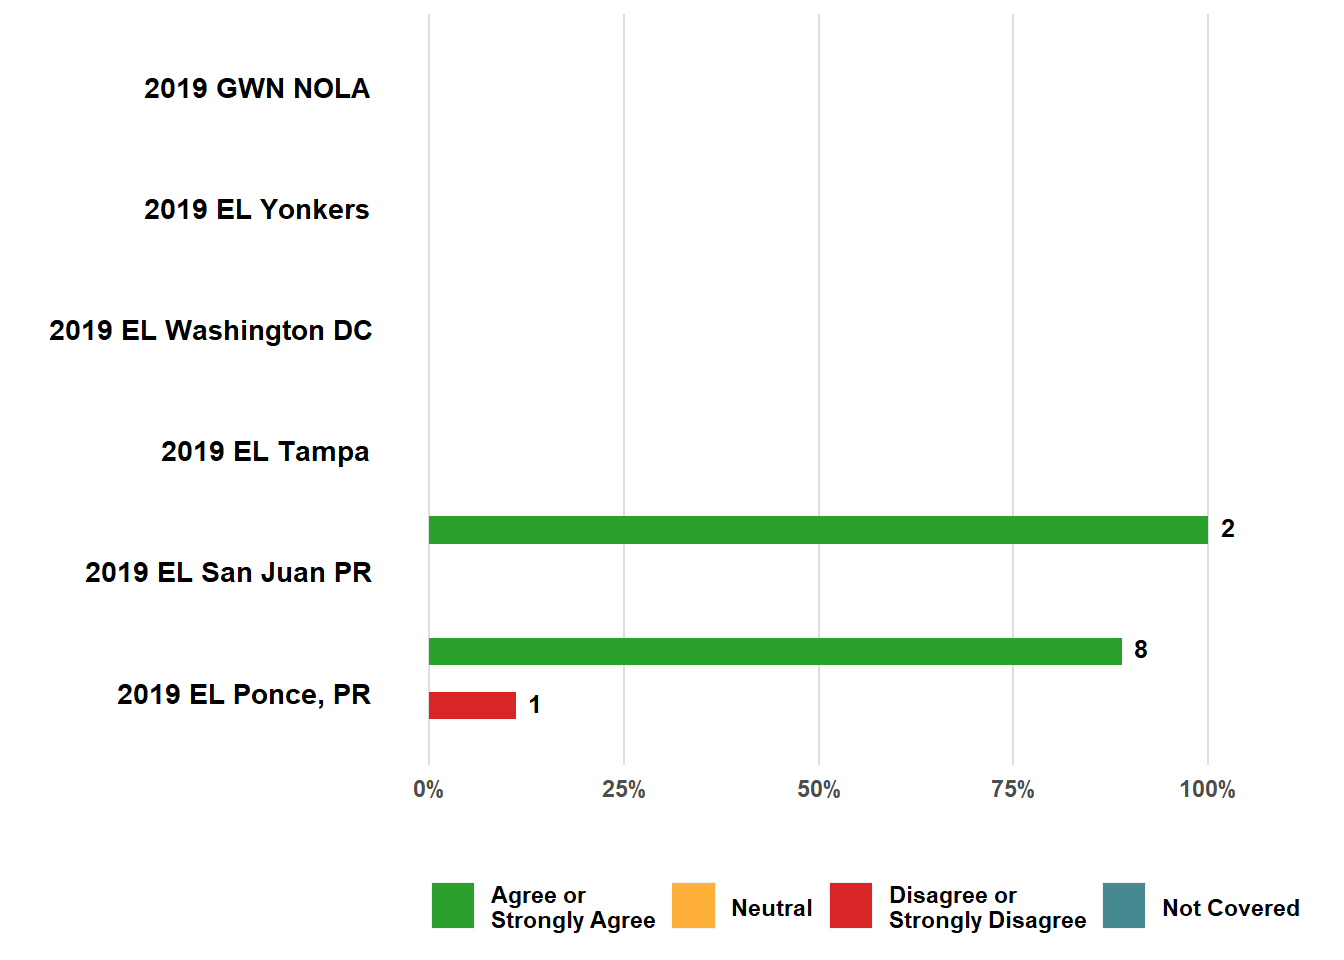 2019 GWN NOLA
2019 EL Yonkers
2019 EL Washington DC
2019 EL Tampa
2
2019 EL San Juan PR
8
2019 EL Ponce, PR
1
0% 25% 50% 75% 100%
Agree or
Strongly Agree
Neutral
Disagree or
Strongly Disagree
Not Covered